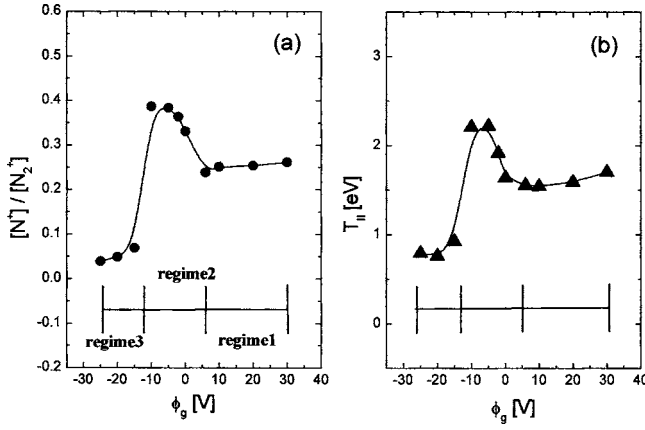 (a)
0.6
0.5
0.4
0.3
0.2
0.1
0.0
-0.1
-0.2
[N⁺] / [N₂⁺]
regime2
regime3
regime1
-30 -20 -10 0 10 20 30 40
ϕg [V]
(b)
3
2
1
0
T_II [eV]
-30 -20 -10 0 10 20 30 40
ϕg [V]